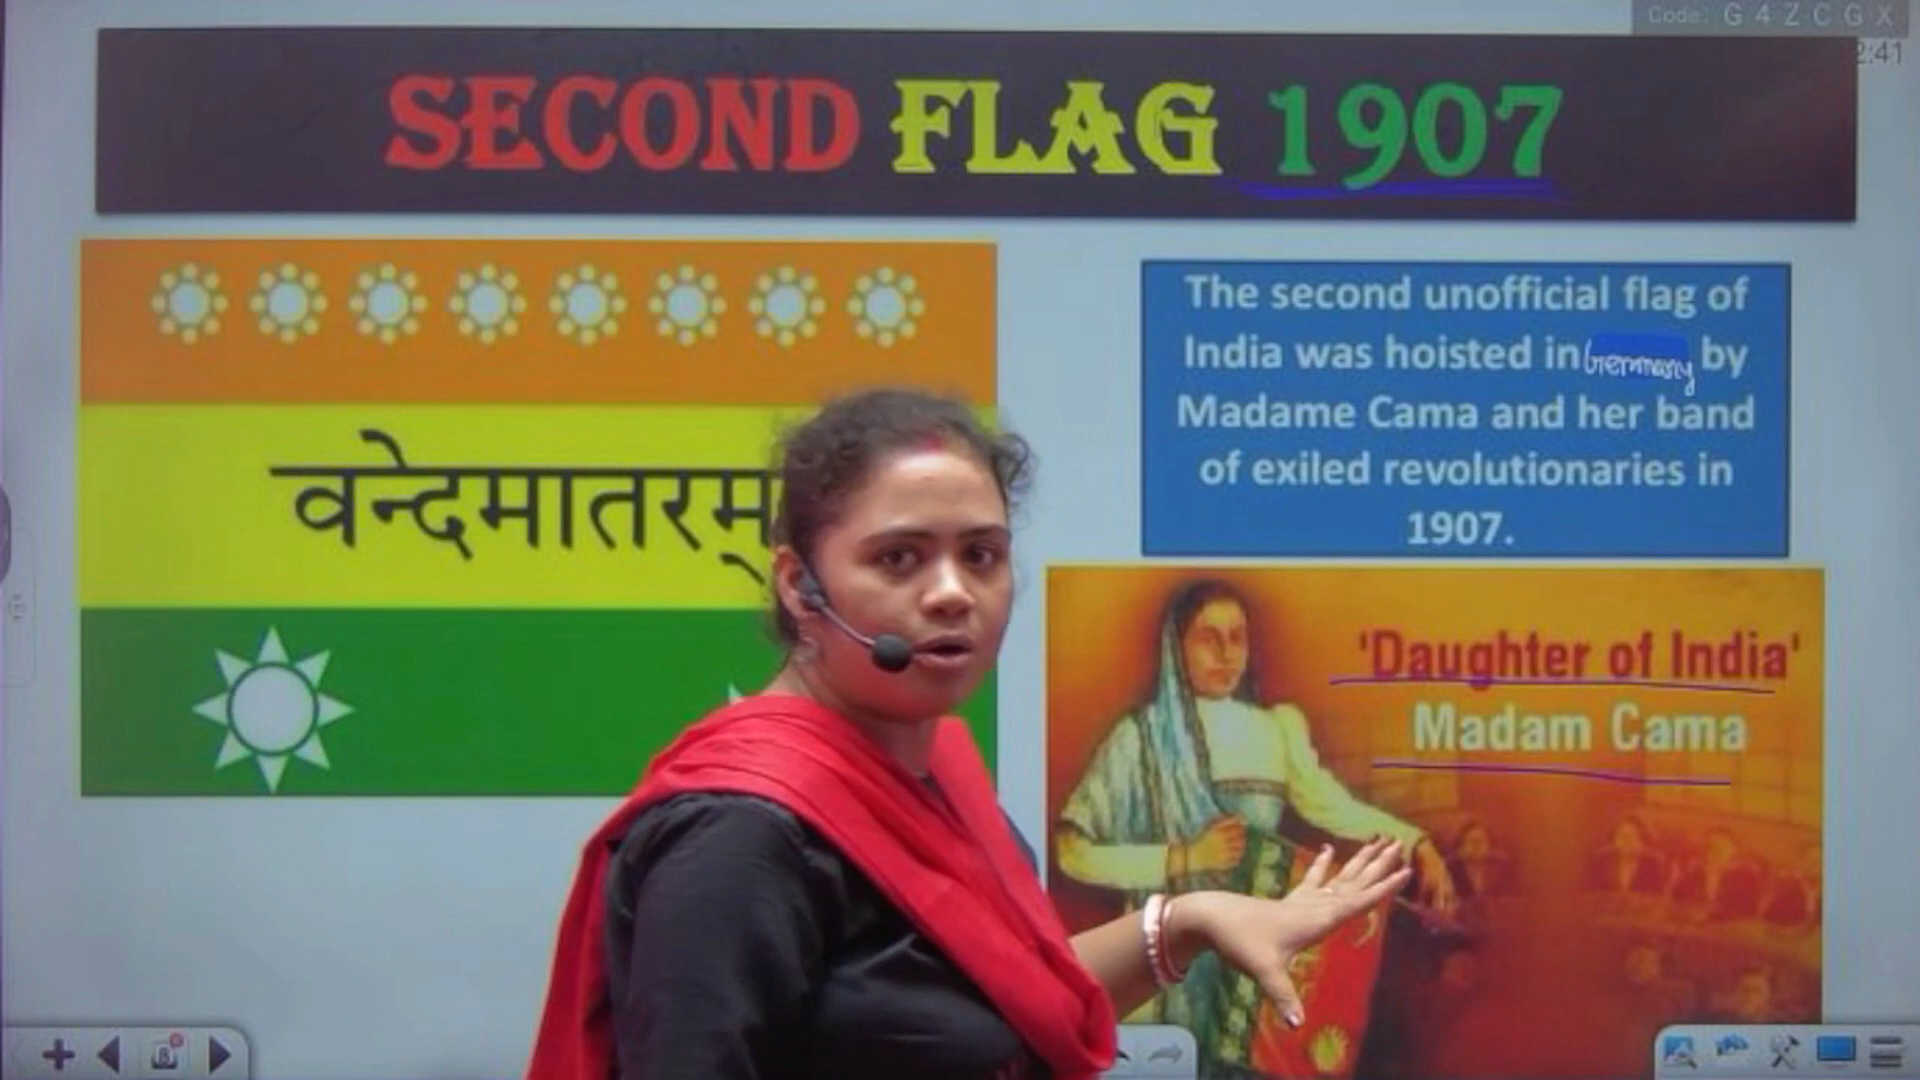 Code: G 4 Z C G X
2:41
SECOND FLAG 1907
वन्देमातरम्
The second unofficial flag of
India was hoisted in Germany by
Madame Cama and her band
of exiled revolutionaries in
1907.
'Daughter of India'
Madam Cama
8